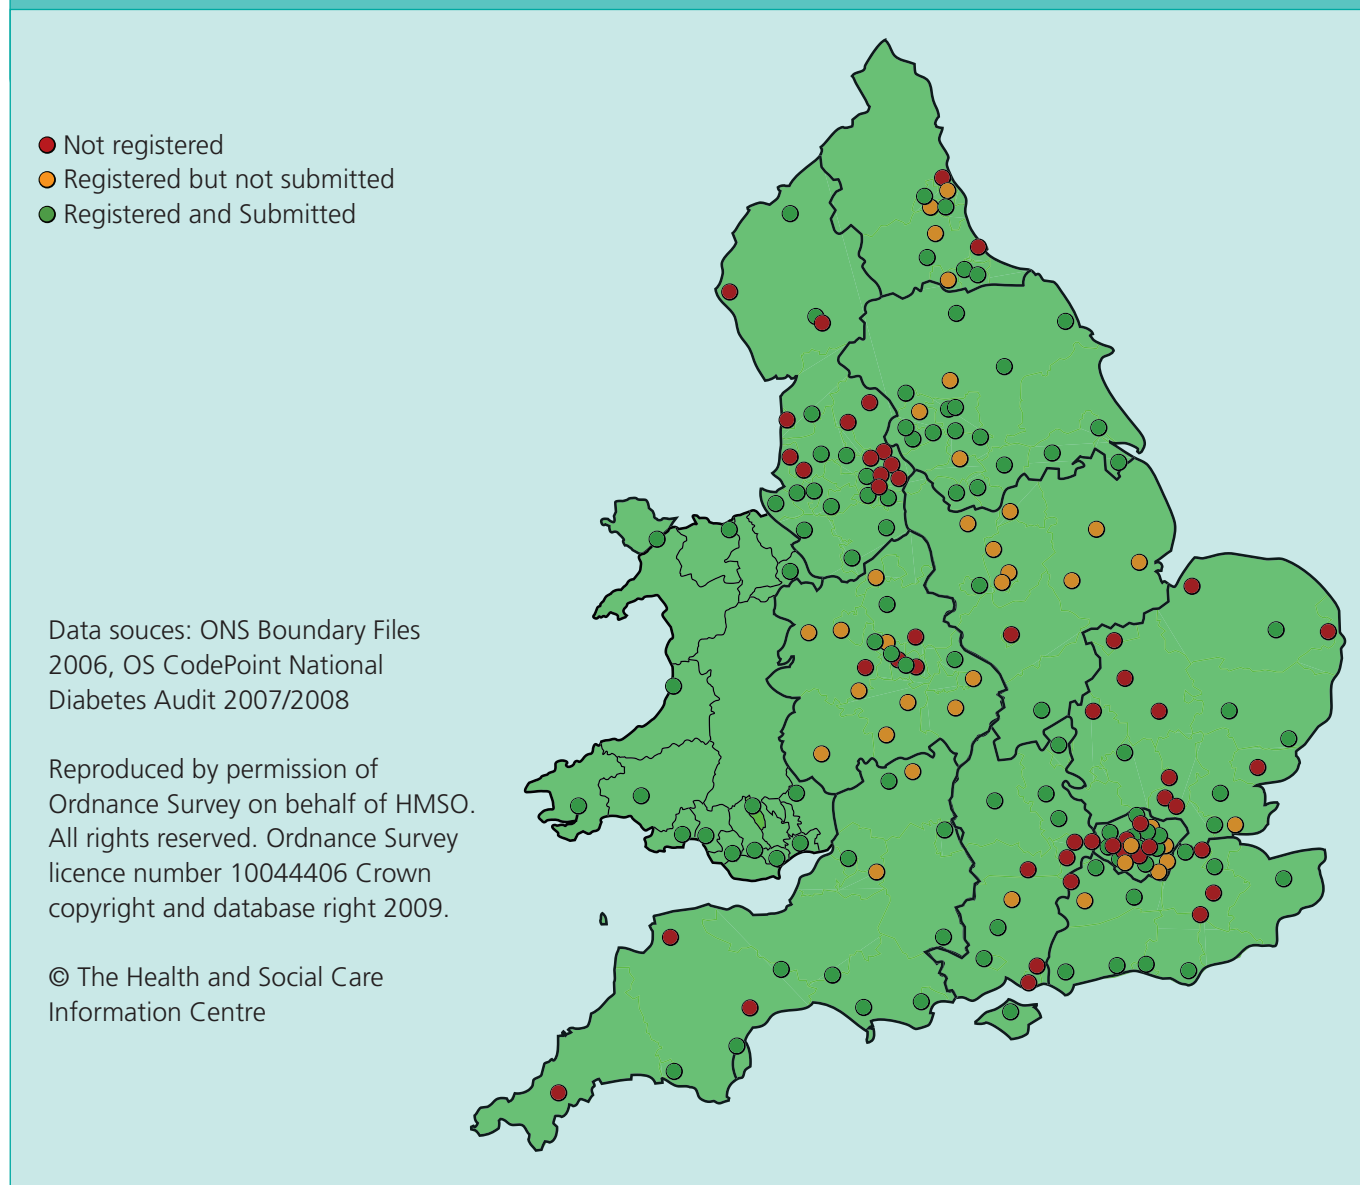 Not registered
Registered but not submitted
Registered and Submitted
Data souces: ONS Boundary Files
2006, OS CodePoint National
Diabetes Audit 2007/2008
Reproduced by permission of
Ordnance Survey on behalf of HMSO.
All rights reserved. Ordnance Survey
licence number 10044406 Crown
copyright and database right 2009.
© The Health and Social Care
Information Centre